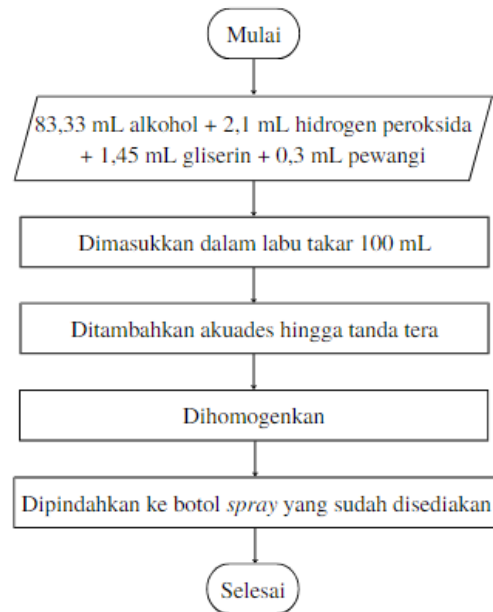 Mulai
83,33 mL alkohol + 2,1 mL hidrogen peroksida
+ 1,45 mL gliserin + 0,3 mL pewangi
Dimasukkan dalam labu takar 100 mL
Ditambahkan akuades hingga tanda tera
Dihomogenkan
Dipindahkan ke botol spray yang sudah disediakan
Selesai